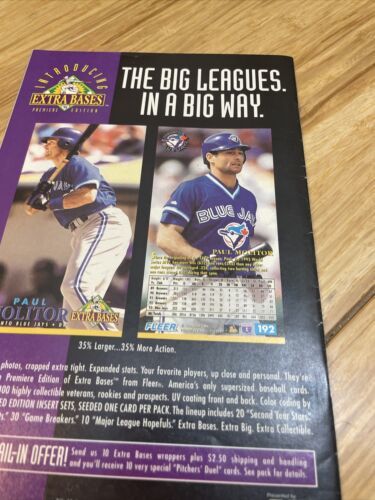 INTRODUCING
EXTRA BASES
PREMIERE EDITION
THE BIG LEAGUES.
IN A BIG WAY.
BLUE JAYS
PAUL MOLITOR
PAUL
OLITOR
NTO BLUE JAYS • D
EXTRA BASES
FLEER
192
35% Larger...35% More Action.
photos, cropped extra tight. Expanded stats. Your favorite players, up close and personal. They're
e Premiere Edition of Extra Bases™ from Fleer®. America's only supersized baseball cards.
00 highly collectible veterans, rookies and prospects. UV coating front and back. Color coding by
ED EDITION INSERT SETS, SEEDED ONE CARD PER PACK. The lineup includes 20 "Second Year Stars"
ts." 30 "Game Breakers." 10 "Major League Hopefuls." Extra Bases. Extra Big. Extra Collectible.
AIL-IN OFFER! Send us 10 Extra Bases wrappers plus $2.50 shipping and handling
and you'll receive 10 very special "Pitchers' Duel" cards. See pack for details.